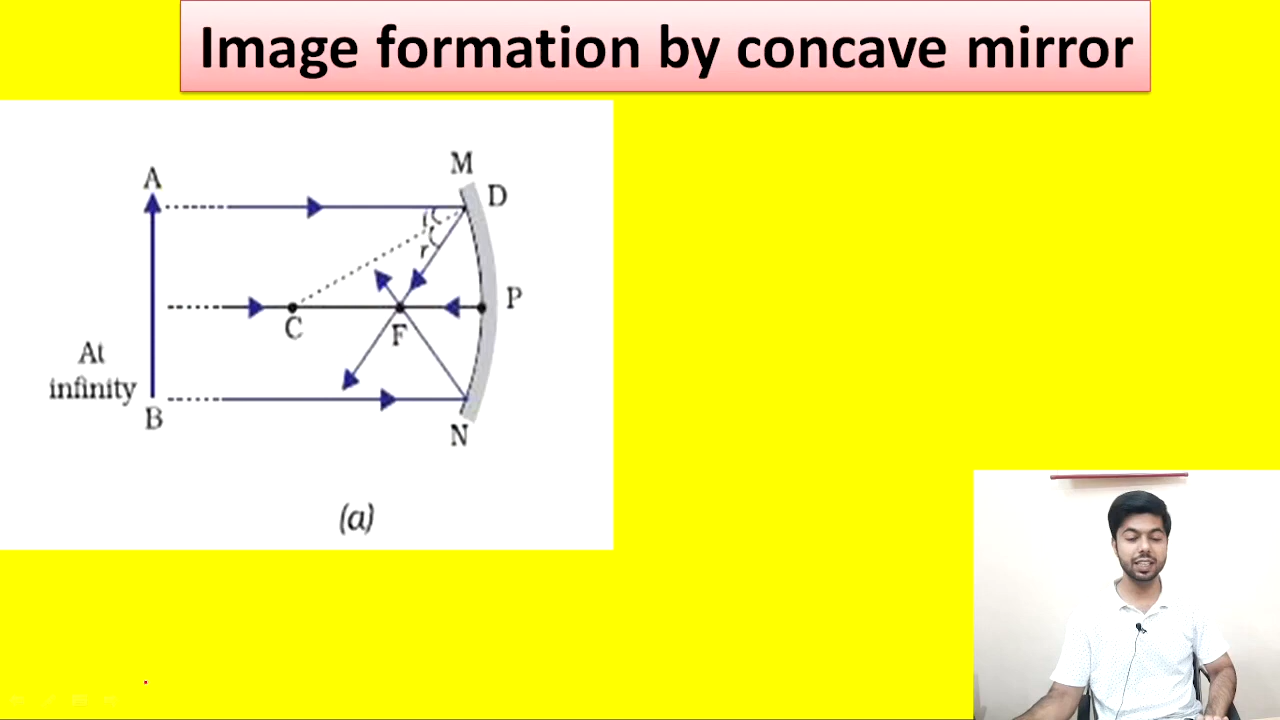 Image formation by concave mirror
M
A
D
i
r
P
C
F
At
infinity
B
N
(a)